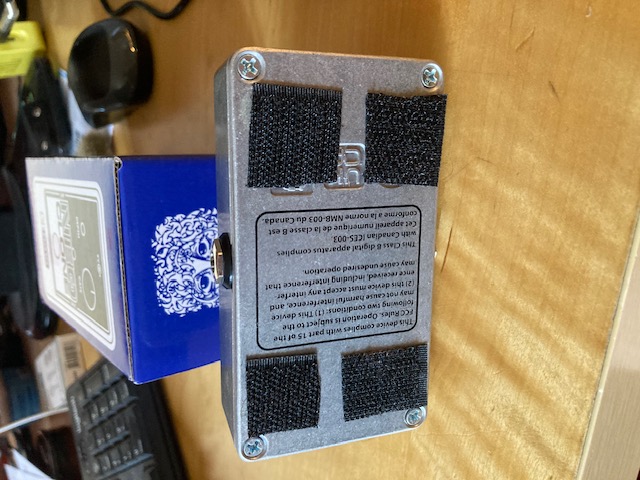 This device complies with part 15 of the
FCC Rules. Operation is subject to the
following two conditions: (1) This device
may not cause harmful interference, and
(2) this device must accept any interfer
ence received, including interference that
may cause undesired operation.
This Class B digital apparatus complies
with Canadian ICES-003.
Cet appareil numerique de la classe B est
conforme a la norme NMB-003 du Canada.